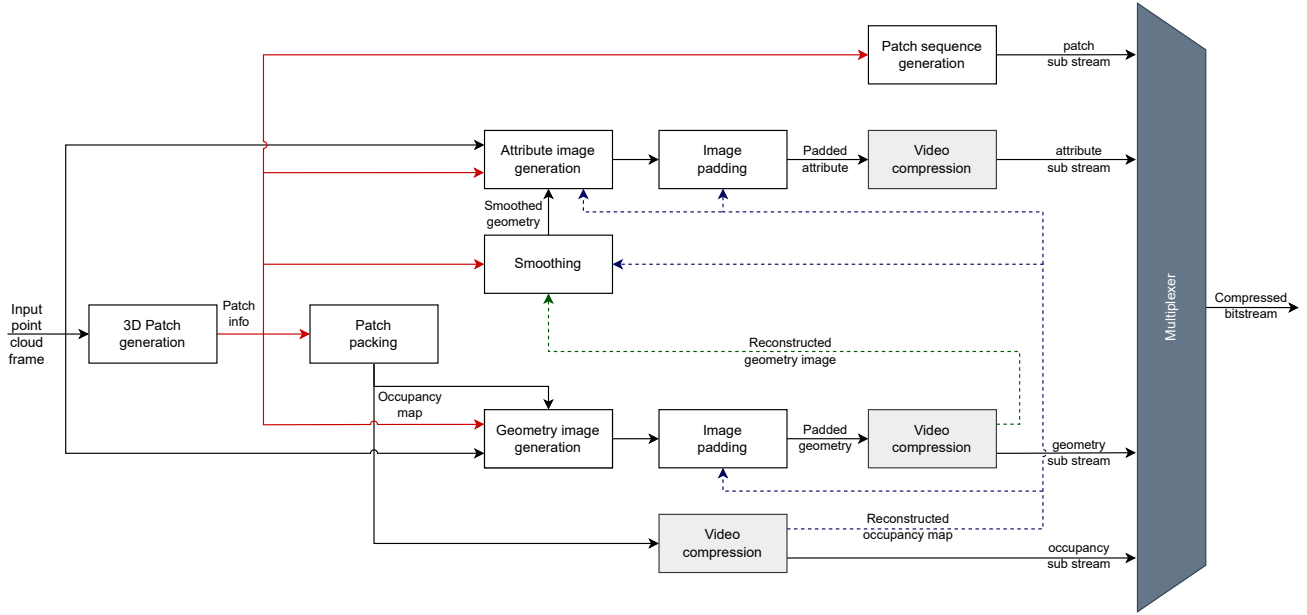 Patch sequence
generation
patch
sub stream
Attribute image
generation
Image
padding
Padded
attribute
Video
compression
attribute
sub stream
Smoothed
geometry
Smoothing
Input
point
cloud
frame
3D Patch
generation
Patch
info
Patch
packing
Reconstructed
geometry image
Occupancy
map
Geometry image
generation
Image
padding
Padded
geometry
Video
compression
geometry
sub stream
Video
compression
Reconstructed
occupancy map
occupancy
sub stream
Multiplexer
Compressed
bitstream